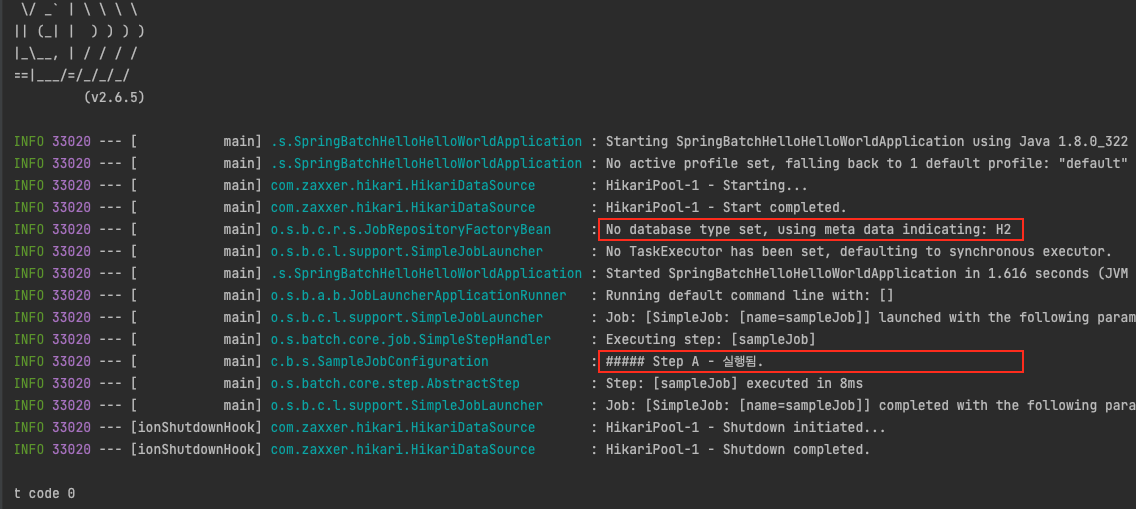 \/ _` | \ \ \ \
|| (_| |  ) ) ) )
|_\__, | / / / /
==|___/=/_/_/_/
         (v2.6.5)
INFO 33020 --- [           main] .s.SpringBatchHelloHelloWorldApplication : Starting SpringBatchHelloHelloWorldApplication using Java 1.8.0_322
INFO 33020 --- [           main] .s.SpringBatchHelloHelloWorldApplication : No active profile set, falling back to 1 default profile: "default"
INFO 33020 --- [           main] com.zaxxer.hikari.HikariDataSource       : HikariPool-1 - Starting...
INFO 33020 --- [           main] com.zaxxer.hikari.HikariDataSource       : HikariPool-1 - Start completed.
INFO 33020 --- [           main] o.s.b.c.r.s.JobRepositoryFactoryBean     : No database type set, using meta data indicating: H2
INFO 33020 --- [           main] o.s.b.c.l.support.SimpleJobLauncher      : No TaskExecutor has been set, defaulting to synchronous executor.
INFO 33020 --- [           main] .s.SpringBatchHelloHelloWorldApplication : Started SpringBatchHelloHelloWorldApplication in 1.616 seconds (JVM
INFO 33020 --- [           main] o.s.b.a.b.JobLauncherApplicationRunner   : Running default command line with: []
INFO 33020 --- [           main] o.s.b.c.l.support.SimpleJobLauncher      : Job: [SimpleJob: [name=sampleJob]] launched with the following param
INFO 33020 --- [           main] o.s.batch.core.job.SimpleStepHandler     : Executing step: [sampleJob]
INFO 33020 --- [           main] c.b.s.SampleJobConfiguration             : ##### Step A - 실행됨.
INFO 33020 --- [           main] o.s.batch.core.step.AbstractStep         : Step: [sampleJob] executed in 8ms
INFO 33020 --- [           main] o.s.b.c.l.support.SimpleJobLauncher      : Job: [SimpleJob: [name=sampleJob]] completed with the following para
INFO 33020 --- [ionShutdownHook] com.zaxxer.hikari.HikariDataSource       : HikariPool-1 - Shutdown initiated...
INFO 33020 --- [ionShutdownHook] com.zaxxer.hikari.HikariDataSource       : HikariPool-1 - Shutdown completed.
t code 0